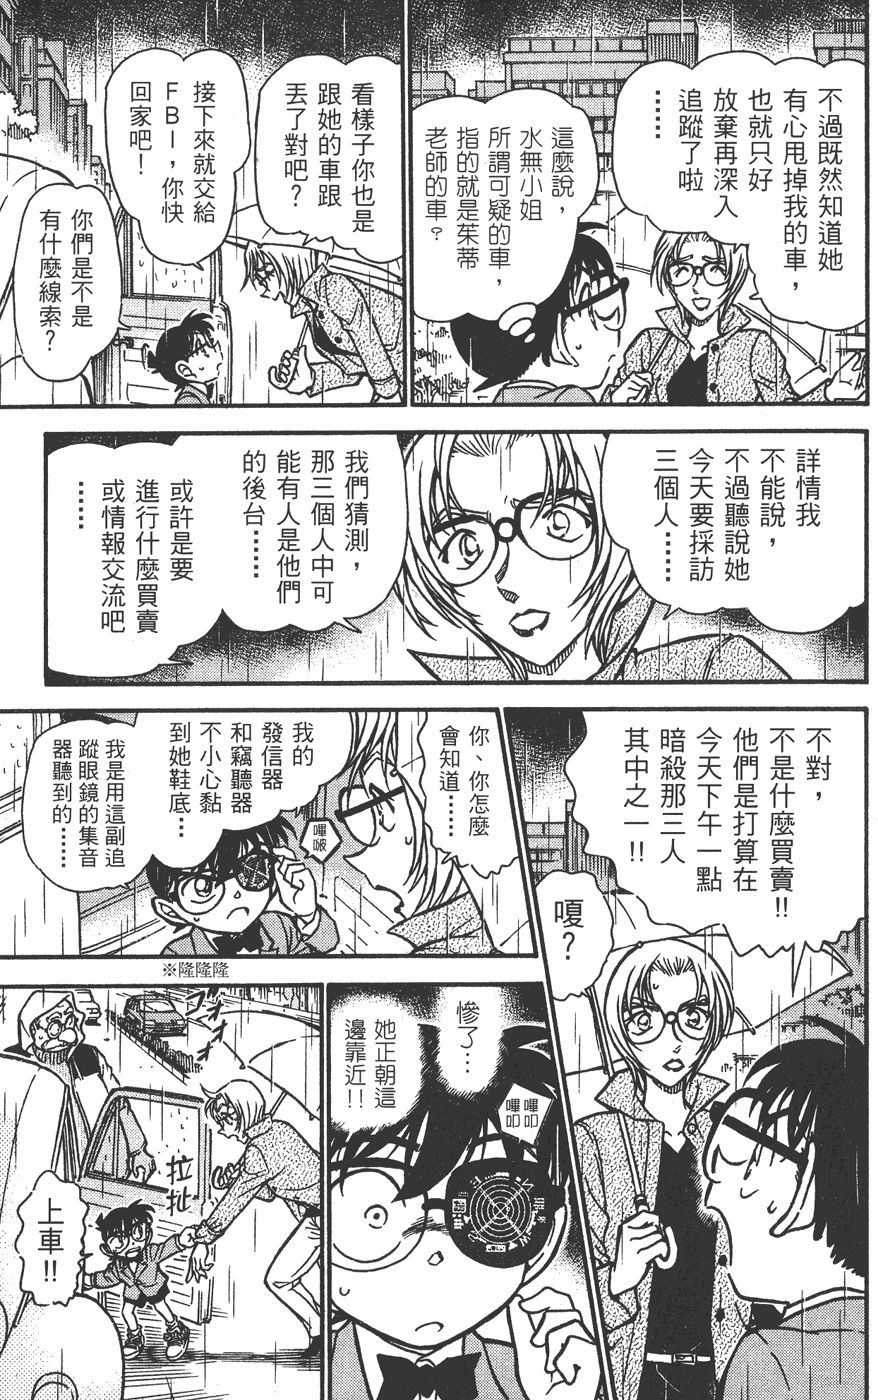 不過既然知道她
有心甩掉我的車，
也就只好
放棄再深入
追蹤了啦
……
這麼說，
水無小姐
所謂可疑的車，
指的就是茱蒂
老師的車？
看樣子你也是
跟她的車跟
丟了對吧？
接下來就交給
FBI，你快
回家吧！
你們是不是
有什麼線索？
詳情我
不能說，
不過聽說她
今天要採訪
三個人……
我們猜測，
那三個人中可
能有人是他們
的後台……
或許是要
進行什麼買賣
或情報交流吧
……
不對，
不是什麼買賣!!
他們是打算在
今天下午一點
暗殺那三人
其中之一!!
嗄？
你、你怎麼
會知道……
嗶啵
我的
發信器
和竊聽器
不小心黏
到她鞋底…
我是用這副追
蹤眼鏡的集音
器聽到的……
慘了…
嗶叩
嗶叩
她正朝這
邊靠近!!
※隆隆隆
ゴオオ
拉扯
上車!!